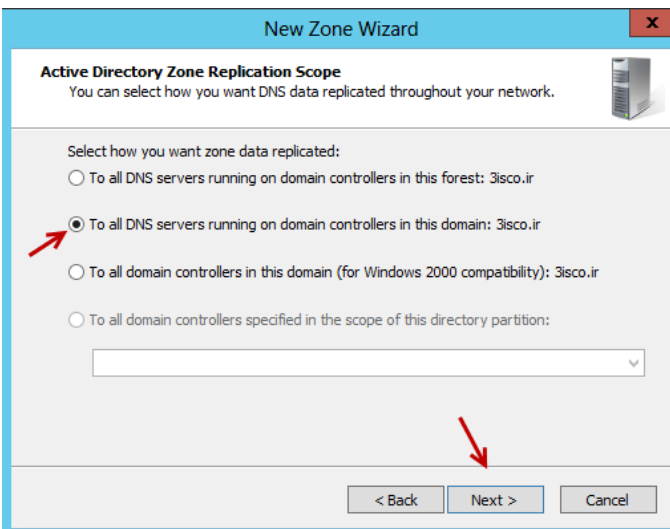 New Zone Wizard
x
Active Directory Zone Replication Scope
You can select how you want DNS data replicated throughout your network.
Select how you want zone data replicated:
To all DNS servers running on domain controllers in this forest: 3isco.ir
To all DNS servers running on domain controllers in this domain: 3isco.ir
To all domain controllers in this domain (for Windows 2000 compatibility): 3isco.ir
To all domain controllers specified in the scope of this directory partition:
< Back Next > Cancel